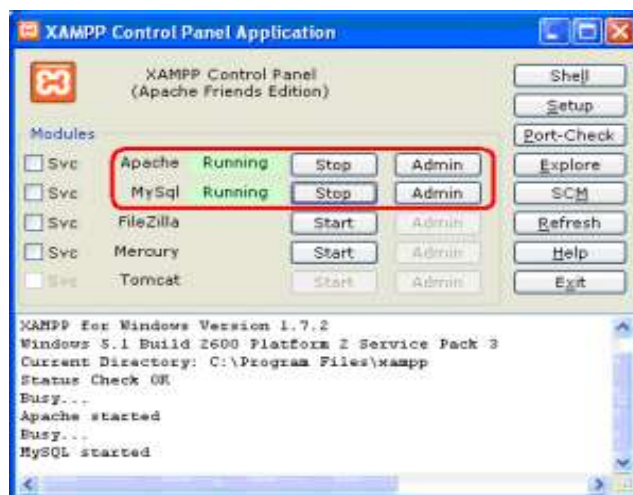 XAMPP Control Panel Application
XAMPP Control Panel
(Apache Friends Edition)
Shell
Setup
Modules
Port-Check
Svc Apache Running Stop Admin Explore
Svc MySql Running Stop Admin SCM
Svc FileZilla Start Admin Refresh
Svc Mercury Start Admin Help
Svc Tomcat Start Admin Exit
XAMPP for Windows Version 1.7.2
Windows 5.1 Build 2600 Platform 2 Service Pack 3
Current Directory: C:\Program Files\xampp
Status Check OK
Busy...
Apache started
Busy...
MySQL started